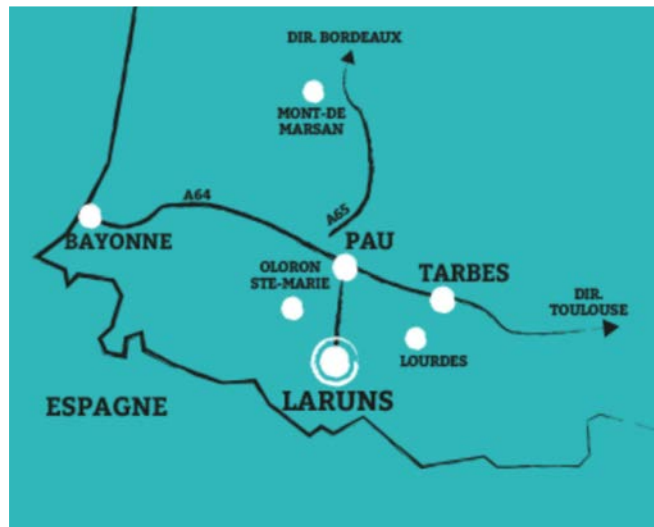 DIR. BORDEAUX
MONT-DE
MARSAN
A64
A65
BAYONNE
PAU
OLORON
STE-MARIE
TARBES
DIR.
TOULOUSE
LOURDES
LARUNS
ESPAGNE